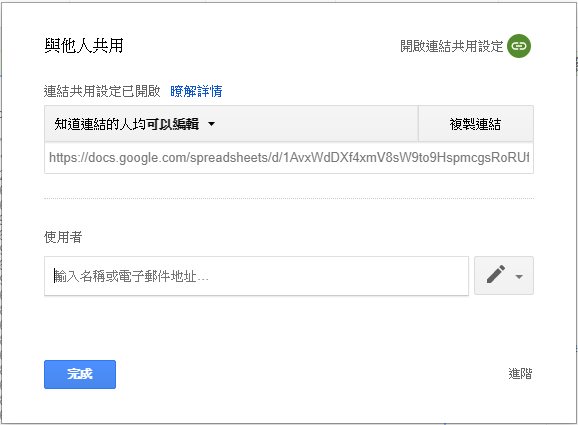 與他人共用
開啟連結共用設定
連結共用設定已開啟 瞭解詳情
知道連結的人均可以編輯
複製連結
https://docs.google.com/spreadsheets/d/1AvxWdDXf4xmV8sW9to9HspmcgsRoRUf
使用者
輸入名稱或電子郵件地址...
完成
進階